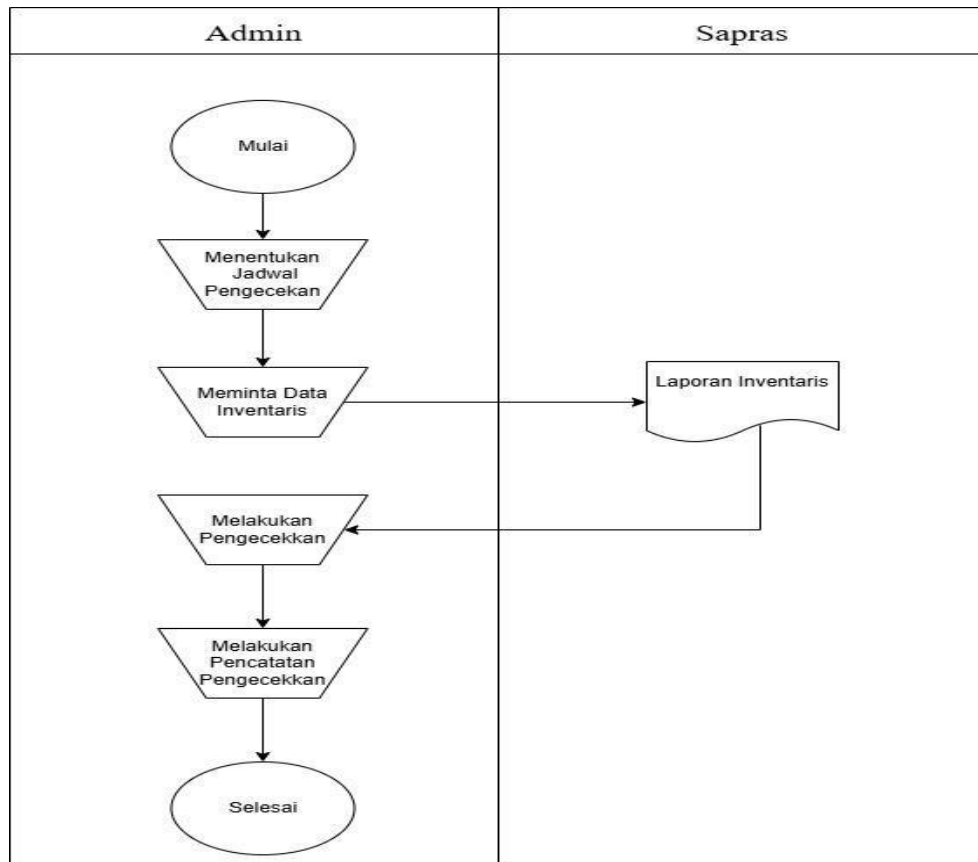 Admin
Sapras
Mulai
Menentukan
Jadwal
Pengecekan
Meminta Data
Inventaris
Laporan Inventaris
Melakukan
Pengecekkan
Melakukan
Pencatatan
Pengecekkan
Selesai